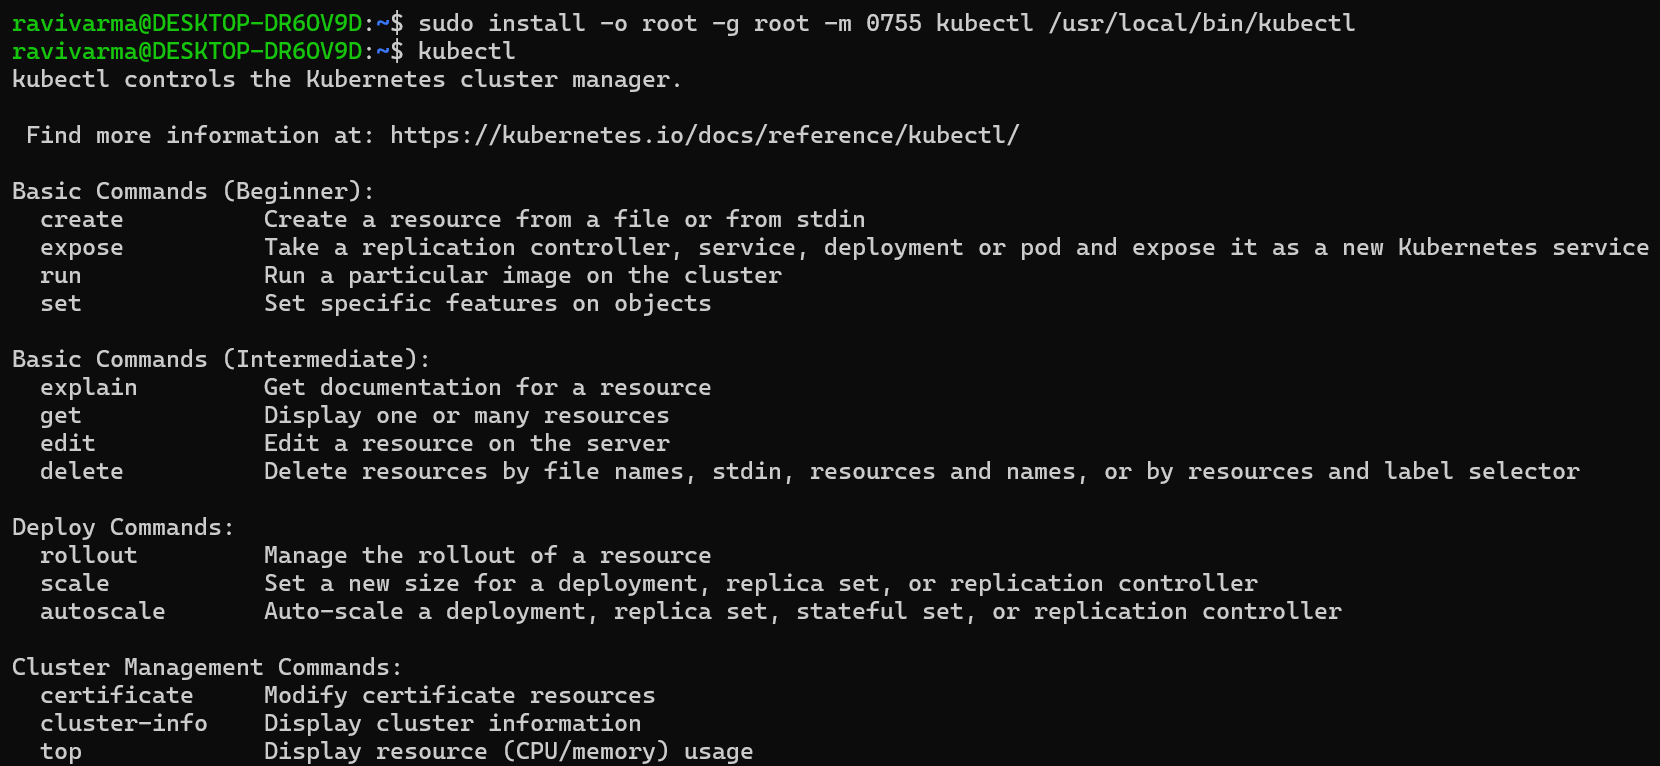 ravivarma@DESKTOP-DR6OV9D:~$ sudo install -o root -g root -m 0755 kubectl /usr/local/bin/kubectl
ravivarma@DESKTOP-DR6OV9D:~$ kubectl
kubectl controls the Kubernetes cluster manager.

 Find more information at: https://kubernetes.io/docs/reference/kubectl/

Basic Commands (Beginner):
  create          Create a resource from a file or from stdin
  expose          Take a replication controller, service, deployment or pod and expose it as a new Kubernetes service
  run             Run a particular image on the cluster
  set             Set specific features on objects

Basic Commands (Intermediate):
  explain         Get documentation for a resource
  get             Display one or many resources
  edit            Edit a resource on the server
  delete          Delete resources by file names, stdin, resources and names, or by resources and label selector

Deploy Commands:
  rollout         Manage the rollout of a resource
  scale           Set a new size for a deployment, replica set, or replication controller
  autoscale       Auto-scale a deployment, replica set, stateful set, or replication controller

Cluster Management Commands:
  certificate     Modify certificate resources
  cluster-info    Display cluster information
  top             Display resource (CPU/memory) usage